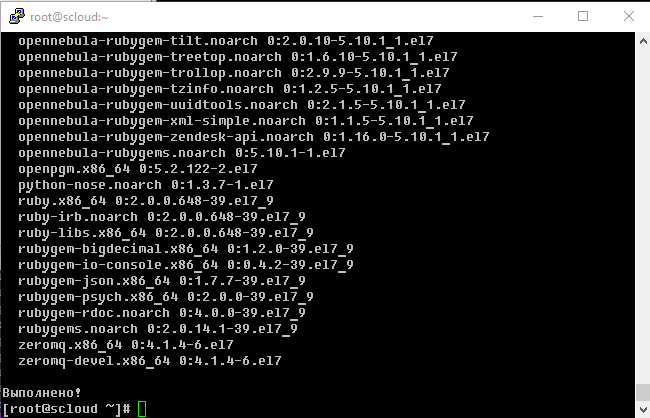 root@scloud:~
opennebula-rubygem-tilt.noarch 0:2.0.10-5.10.1_1.el7
opennebula-rubygem-treetop.noarch 0:1.6.10-5.10.1_1.el7
opennebula-rubygem-trollop.noarch 0:2.9.9-5.10.1_1.el7
opennebula-rubygem-tzinfo.noarch 0:1.2.5-5.10.1_1.el7
opennebula-rubygem-uuidtools.noarch 0:2.1.5-5.10.1_1.el7
opennebula-rubygem-xml-simple.noarch 0:1.1.5-5.10.1_1.el7
opennebula-rubygem-zendesk-api.noarch 0:1.16.0-5.10.1_1.el7
opennebula-rubygems.noarch 0:5.10.1-1.el7
openpgm.x86_64 0:5.2.122-2.el7
python-nose.noarch 0:1.3.7-1.el7
ruby.x86_64 0:2.0.0.648-39.el7_9
ruby-irb.noarch 0:2.0.0.648-39.el7_9
ruby-libs.x86_64 0:2.0.0.648-39.el7_9
rubygem-bigdecimal.x86_64 0:1.2.0-39.el7_9
rubygem-io-console.x86_64 0:0.4.2-39.el7_9
rubygem-json.x86_64 0:1.7.7-39.el7_9
rubygem-psych.x86_64 0:2.0.0-39.el7_9
rubygem-rdoc.noarch 0:4.0.0-39.el7_9
rubygems.noarch 0:2.0.14.1-39.el7_9
zeromq.x86_64 0:4.1.4-6.el7
zeromq-devel.x86_64 0:4.1.4-6.el7
Выполнено!
[root@scloud ~]#